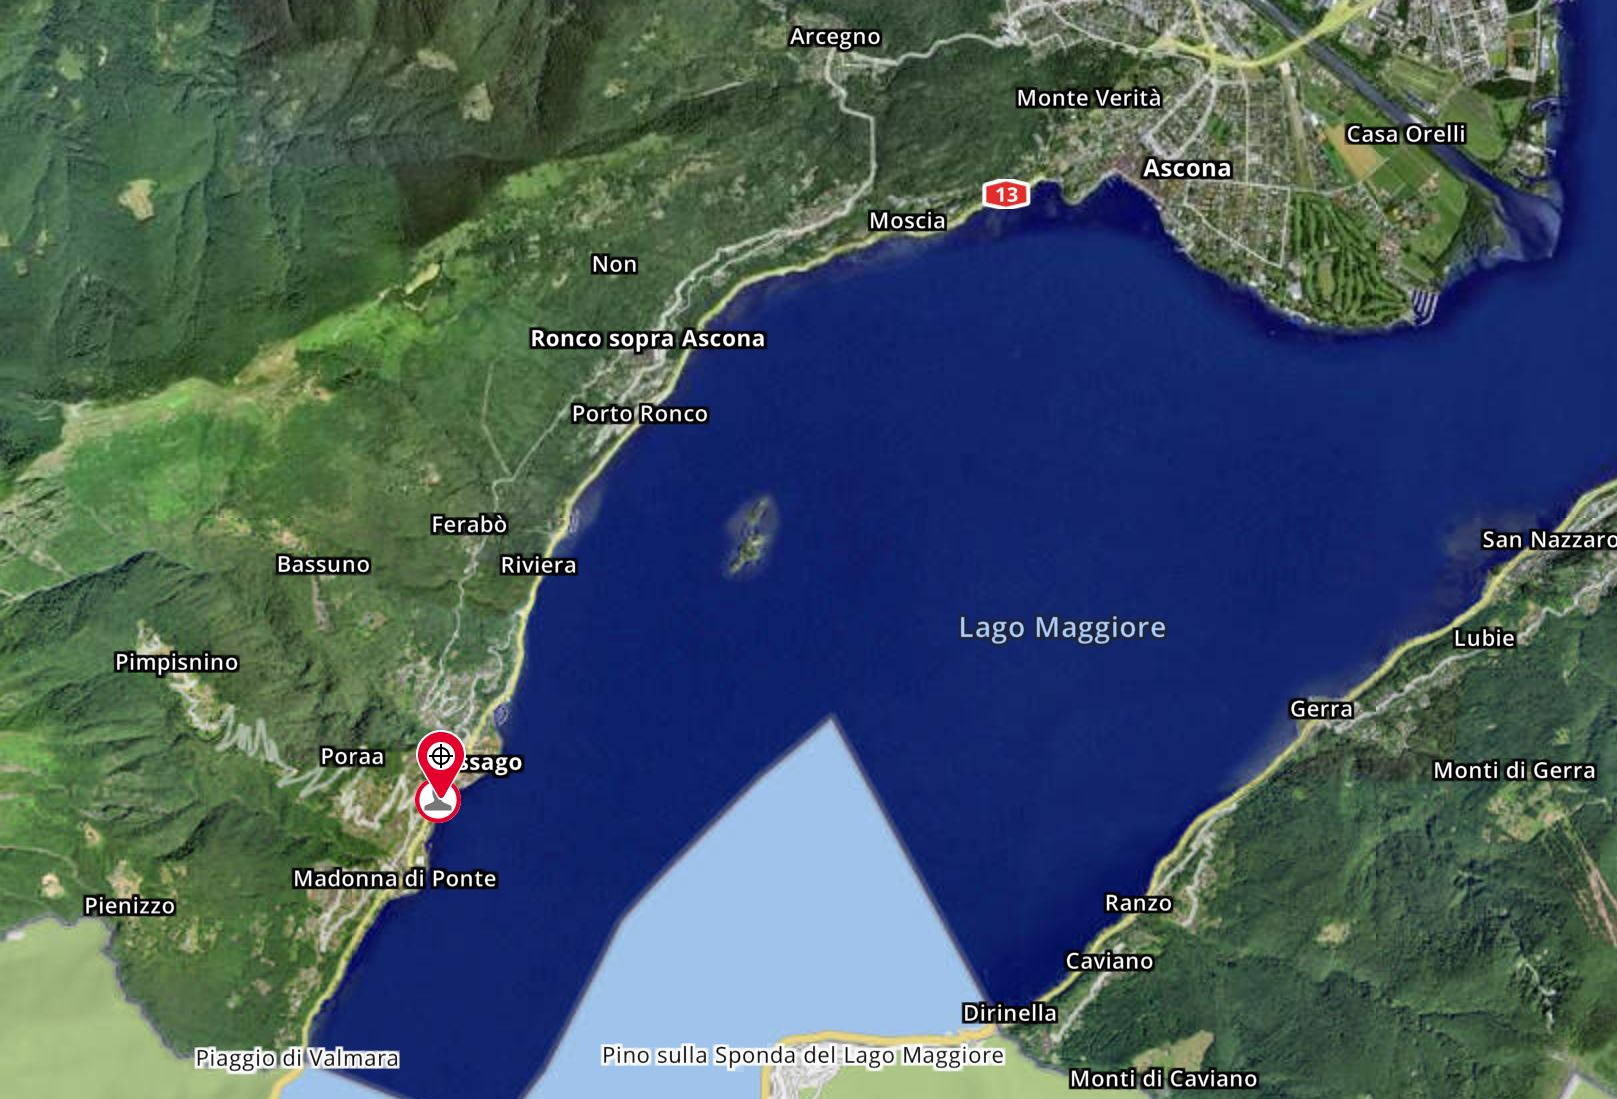 Arcegno
Monte Verità
Casa Orelli
Ascona
13
Moscia
Non
Ronco sopra Ascona
Porto Ronco
Ferabò
San Nazzaro
Bassuno
Riviera
Lago Maggiore
Lubie
Pimpisnino
Gerra
Poraa
ssago
Monti di Gerra
Madonna di Ponte
Pienizzo
Ranzo
Caviano
Dirinella
Piaggio di Valmara
Pino sulla Sponda del Lago Maggiore
Monti di Caviano